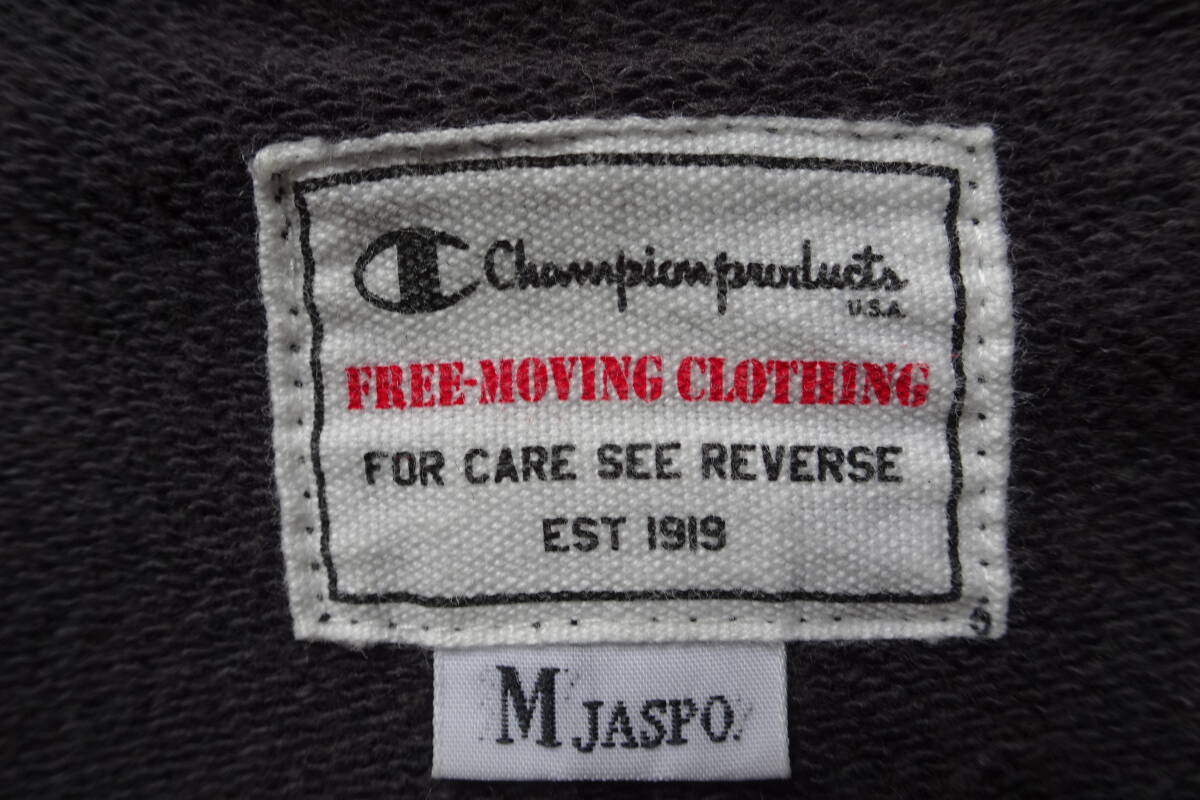 Champion products
U.S.A.
FREE-MOVING CLOTHING
FOR CARE SEE REVERSE
EST 1919
M JASPO